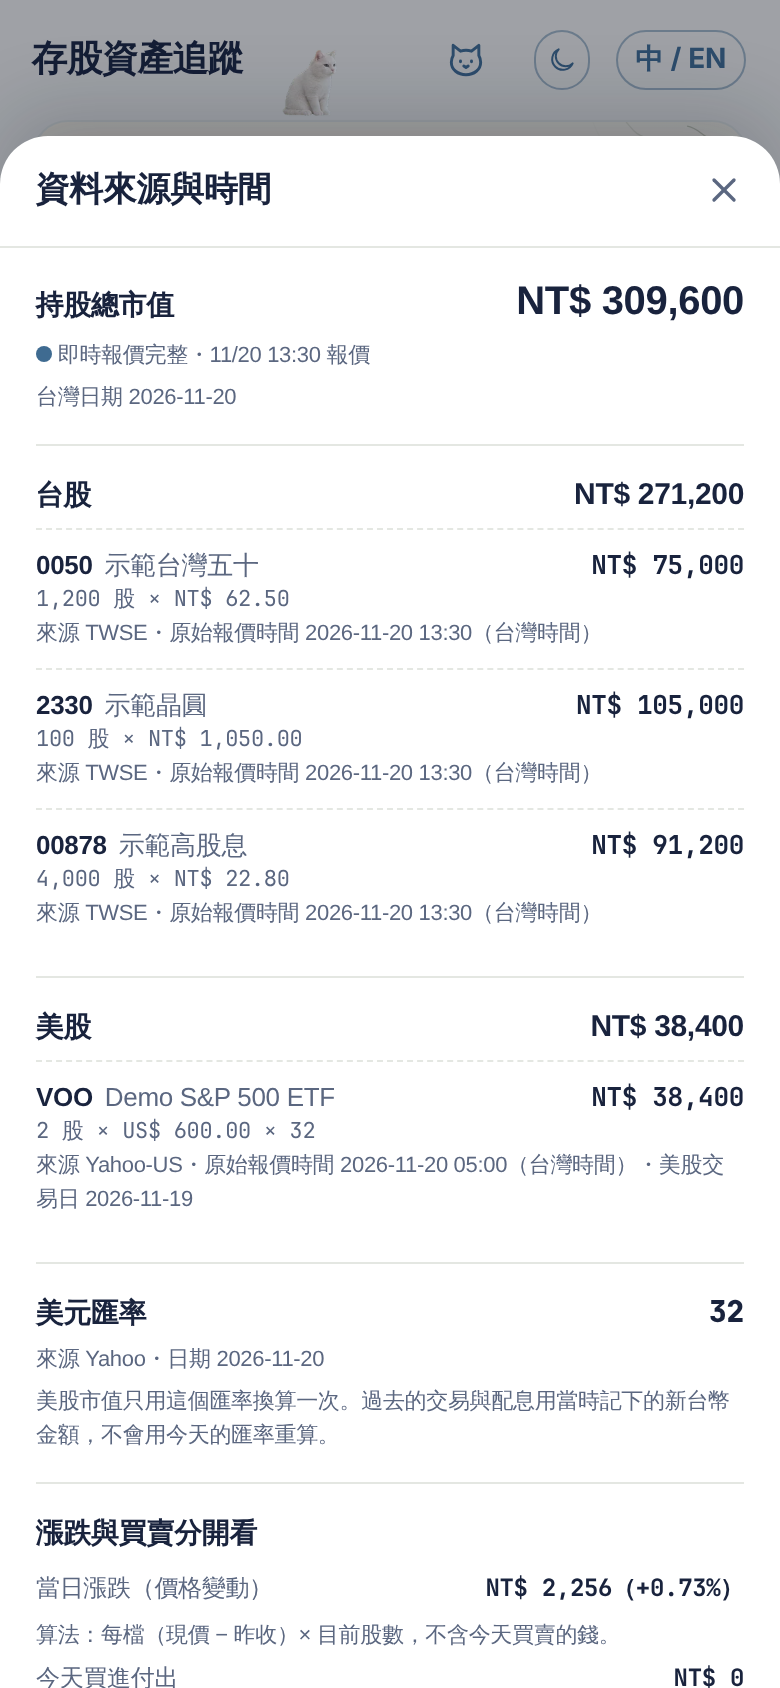 存股資產追蹤
中 / EN
資料來源與時間
持股總市值 NT$ 309,600
即時報價完整・11/20 13:30 報價
台灣日期 2026-11-20
台股 NT$ 271,200
0050 示範台灣五十 NT$ 75,000
1,200 股 × NT$ 62.50
來源 TWSE・原始報價時間 2026-11-20 13:30（台灣時間）
2330 示範晶圓 NT$ 105,000
100 股 × NT$ 1,050.00
來源 TWSE・原始報價時間 2026-11-20 13:30（台灣時間）
00878 示範高股息 NT$ 91,200
4,000 股 × NT$ 22.80
來源 TWSE・原始報價時間 2026-11-20 13:30（台灣時間）
美股 NT$ 38,400
VOO Demo S&P 500 ETF NT$ 38,400
2 股 × US$ 600.00 × 32
來源 Yahoo-US・原始報價時間 2026-11-20 05:00（台灣時間）・美股交
易日 2026-11-19
美元匯率 32
來源 Yahoo・日期 2026-11-20
美股市值只用這個匯率換算一次。過去的交易與配息用當時記下的新台幣
金額，不會用今天的匯率重算。
漲跌與買賣分開看
當日漲跌（價格變動） NT$ 2,256（+0.73%）
算法：每檔（現價 − 昨收）× 目前股數，不含今天買賣的錢。
今天買進付出 NT$ 0